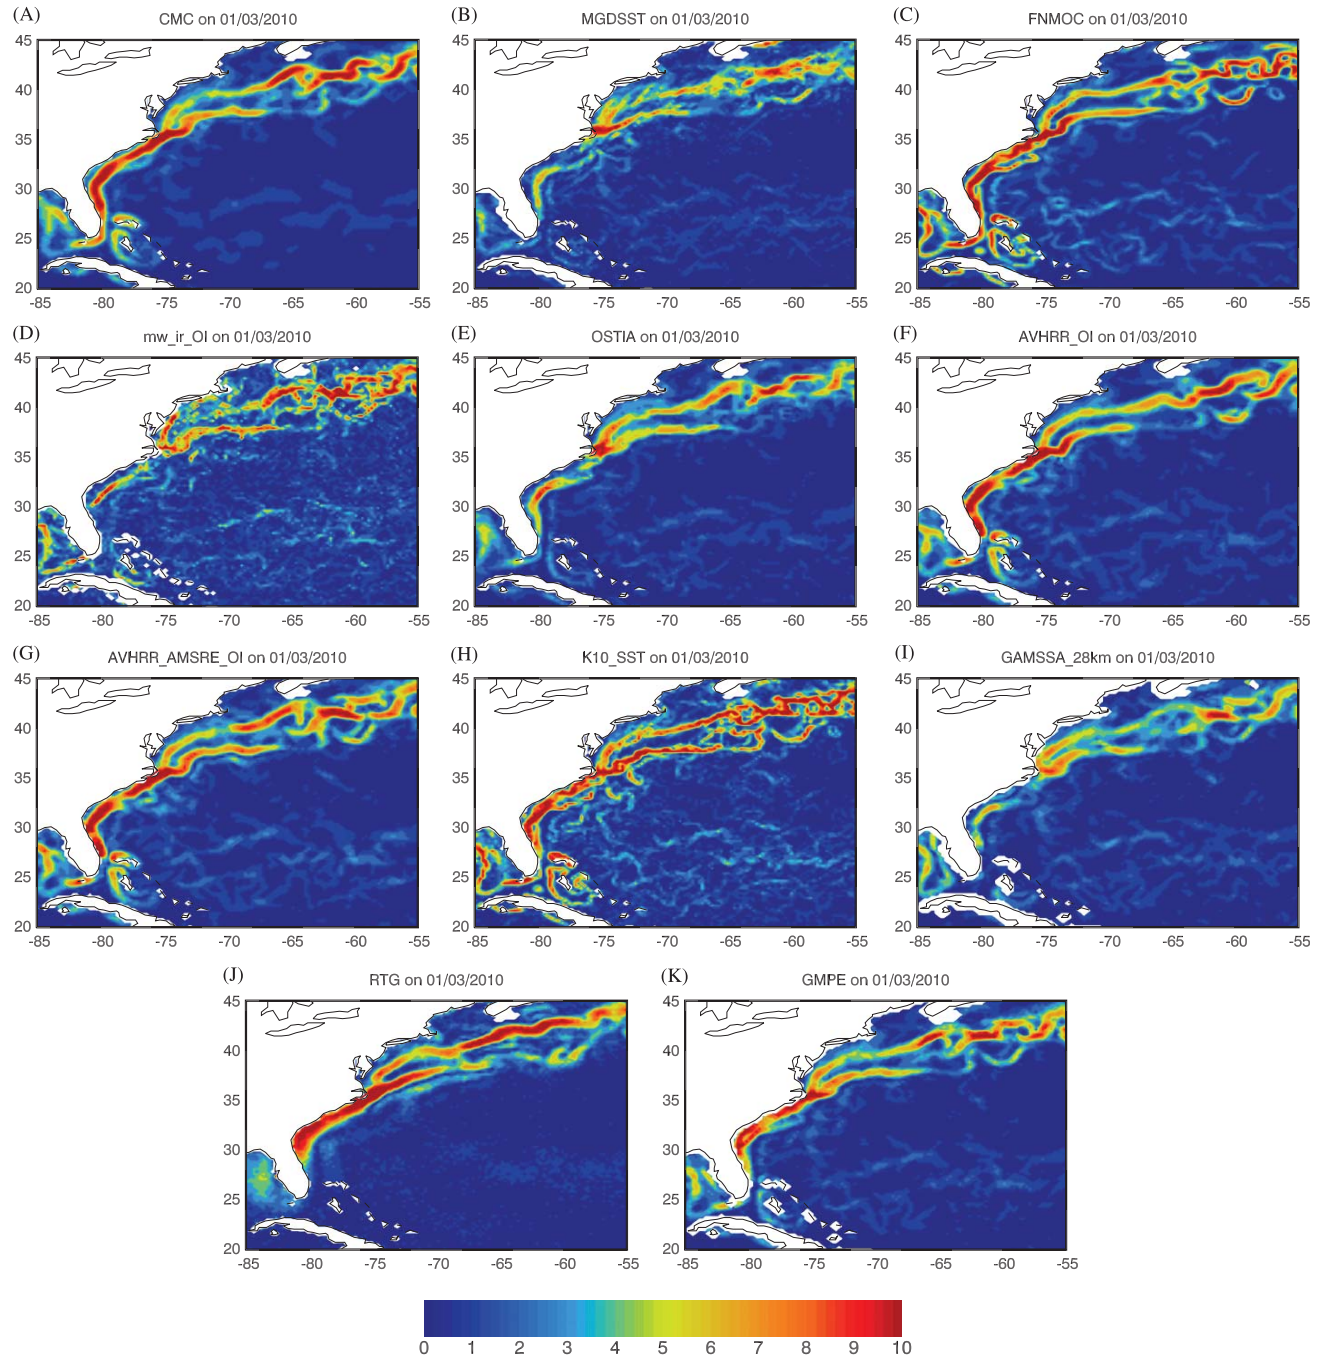 (A) CMC on 01/03/2010 (B) MGDSST on 01/03/2010 (C) FNMOC on 01/03/2010
45 45 45
40 40 40
35 35 35
30 30 30
25 25 25
20 20 20
-85 -80 -75 -70 -65 -60 -55 -85 -80 -75 -70 -65 -60 -55 -85 -80 -75 -70 -65 -60 -55
(D) mw_ir_OI on 01/03/2010 (E) OSTIA on 01/03/2010 (F) AVHRR_OI on 01/03/2010
45 45 45
40 40 40
35 35 35
30 30 30
25 25 25
20 20 20
-85 -80 -75 -70 -65 -60 -55 -85 -80 -75 -70 -65 -60 -55 -85 -80 -75 -70 -65 -60 -55
(G) AVHRR_AMSRE_OI on 01/03/2010 (H) K10_SST on 01/03/2010 (I) GAMSSA_28km on 01/03/2010
45 45 45
40 40 40
35 35 35
30 30 30
25 25 25
20 20 20
-85 -80 -75 -70 -65 -60 -55 -85 -80 -75 -70 -65 -60 -55 -85 -80 -75 -70 -65 -60 -55
(J) RTG on 01/03/2010 (K) GMPE on 01/03/2010
45 45
40 40
35 35
30 30
25 25
20 20
-85 -80 -75 -70 -65 -60 -55 -85 -80 -75 -70 -65 -60 -55
0 1 2 3 4 5 6 7 8 9 10